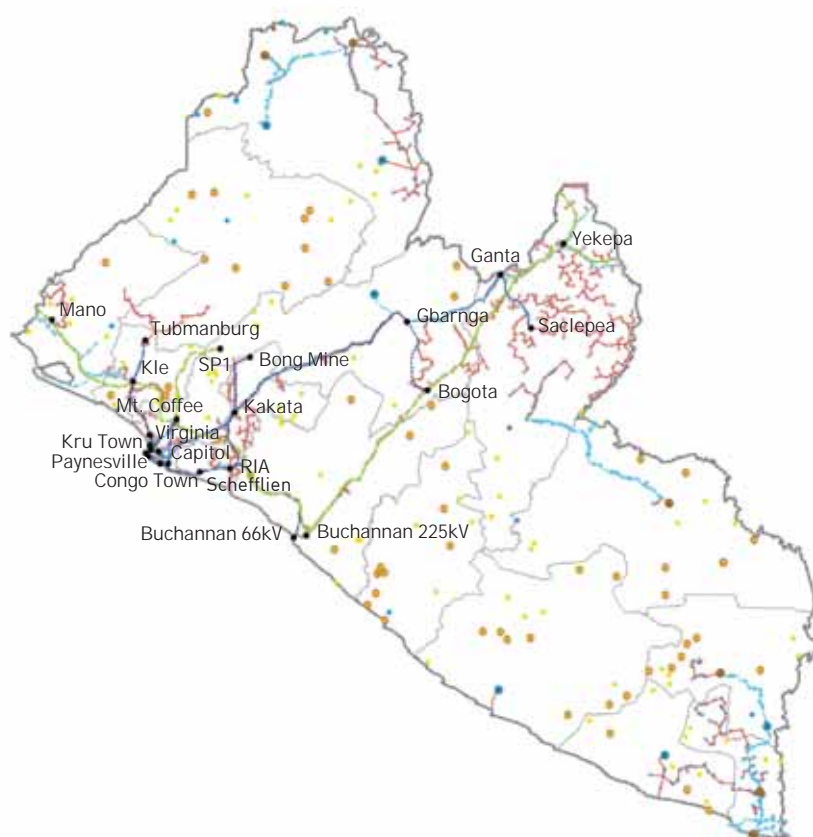 Yekepa
Ganta
Mano
Gbarnga
Saclepea
Tubmanburg
SP1
Bong Mine
Kle
Bogota
Mt. Coffee
Kakata
Virginia
Kru Town
Capitol
Paynesville
RIA
Congo Town
Schefflien
Buchannan 66kV
Buchannan 225kV